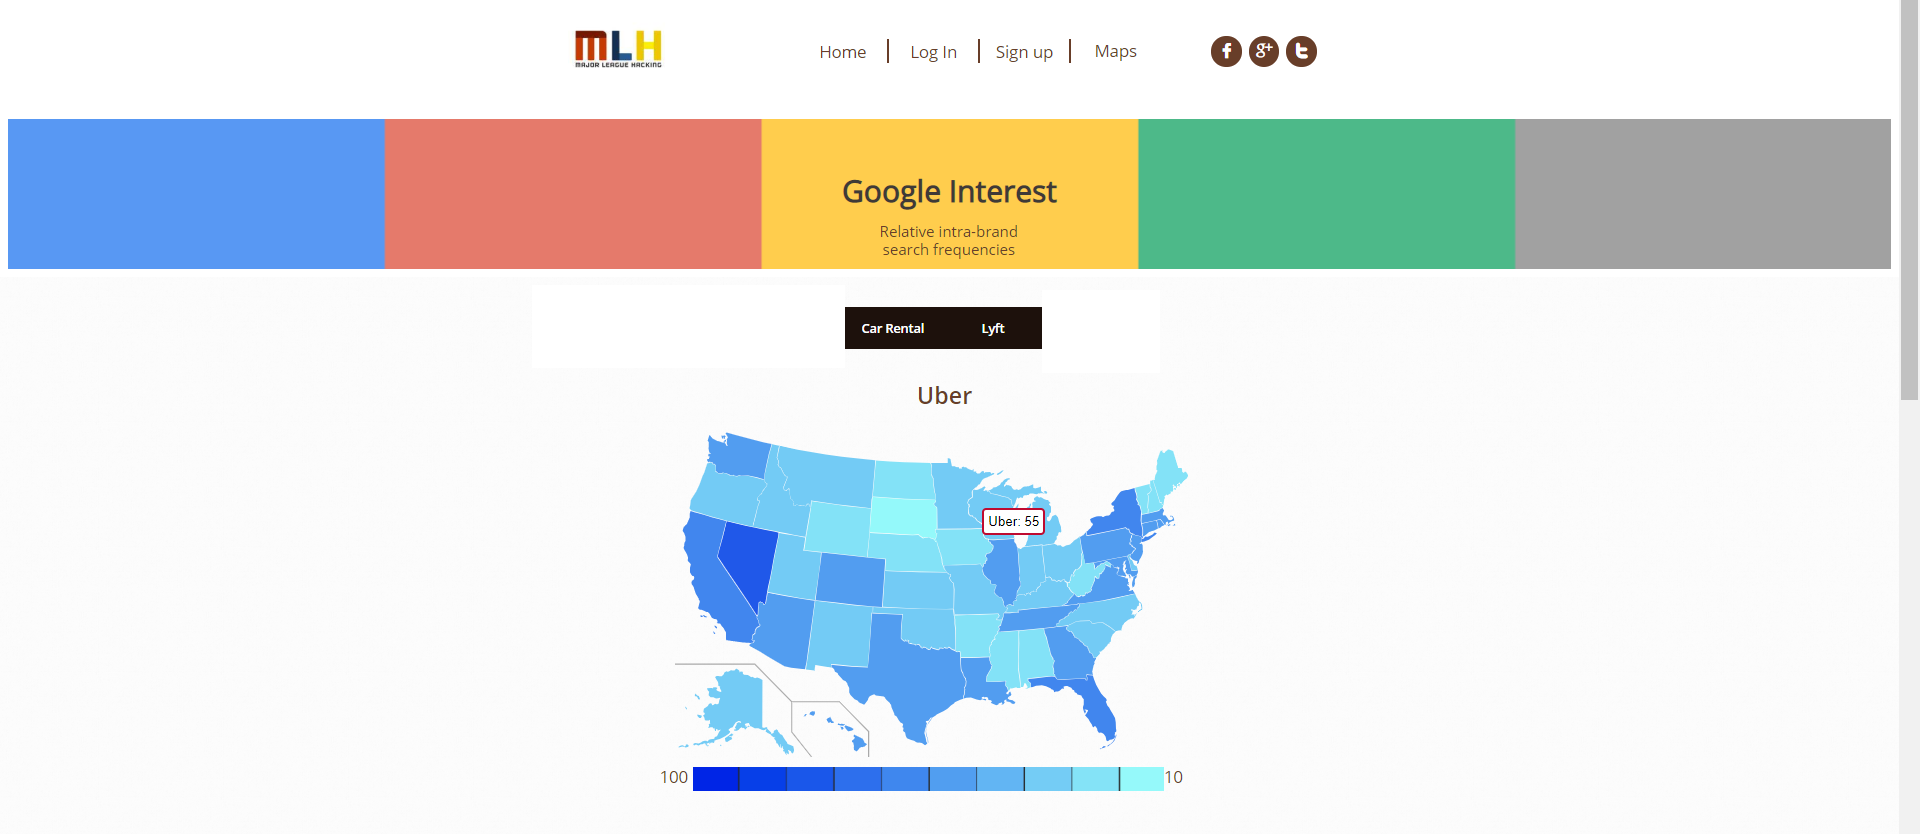 MLH
MAJOR LEAGUE HACKING
Home
Log In
Sign up
Maps
f
g+
t
Google Interest
Relative intra-brand
search frequencies
Car Rental
Lyft
Uber
Uber: 55
100
10